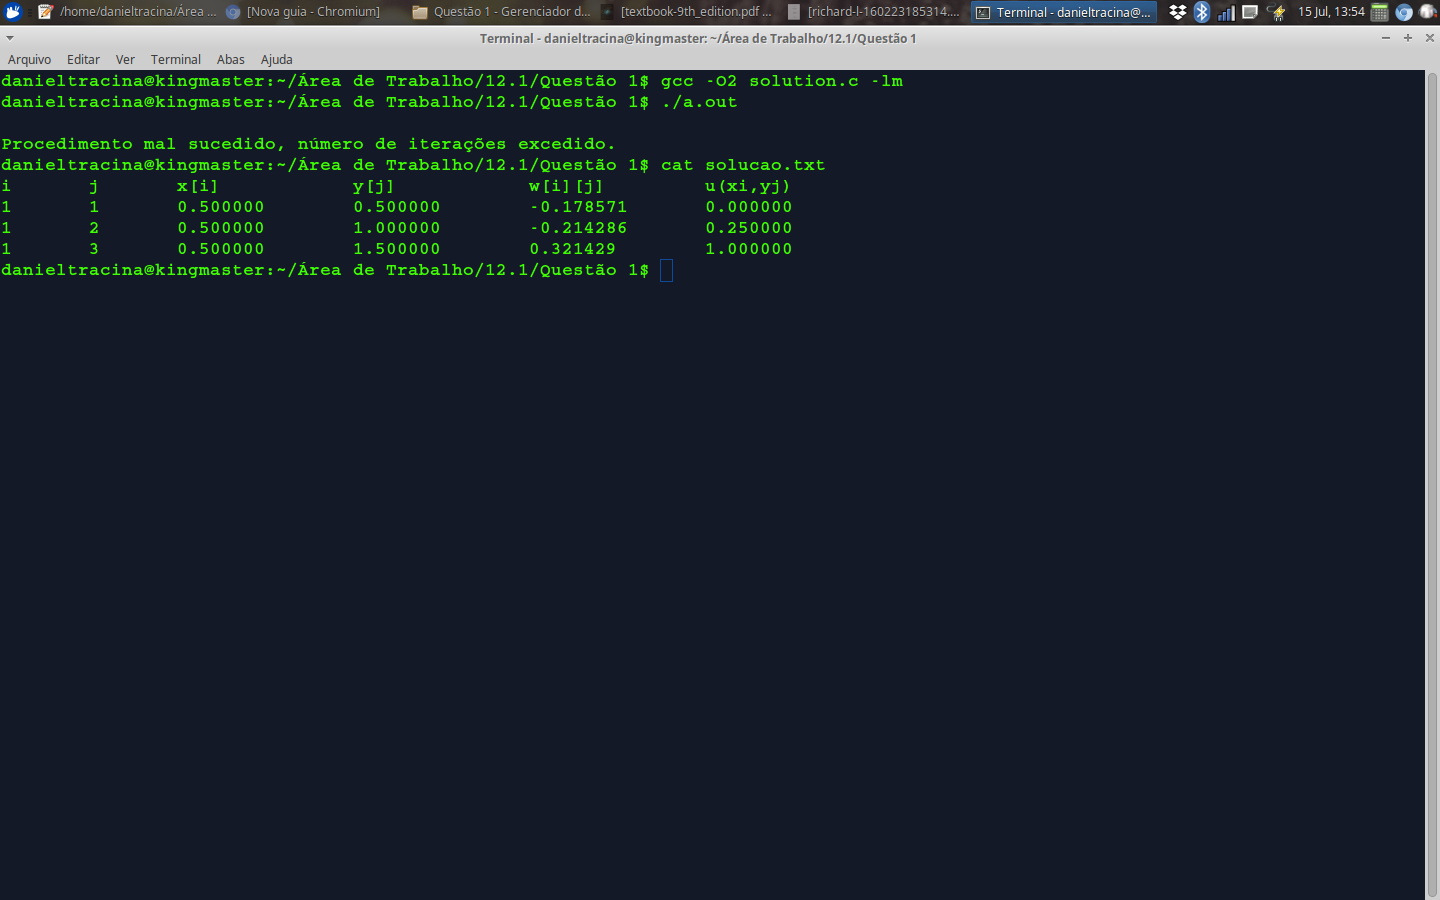 /home/danieltracina/Área ... [Nova guia - Chromium] Questão 1 - Gerenciador d... [textbook-9th_edition.pdf ... [richard-l-160223185314.... Terminal - danieltracina@... 15 Jul, 13:54
Terminal - danieltracina@kingmaster: ~/Área de Trabalho/12.1/Questão 1
Arquivo Editar Ver Terminal Abas Ajuda
danieltracina@kingmaster:~/Área de Trabalho/12.1/Questão 1$ gcc -O2 solution.c -lm
danieltracina@kingmaster:~/Área de Trabalho/12.1/Questão 1$ ./a.out
Procedimento mal sucedido, número de iterações excedido.
danieltracina@kingmaster:~/Área de Trabalho/12.1/Questão 1$ cat solucao.txt
i j x[i] y[j] w[i][j] u(xi,yj)
1 1 0.500000 0.500000 -0.178571 0.000000
1 2 0.500000 1.000000 -0.214286 0.250000
1 3 0.500000 1.500000 0.321429 1.000000
danieltracina@kingmaster:~/Área de Trabalho/12.1/Questão 1$